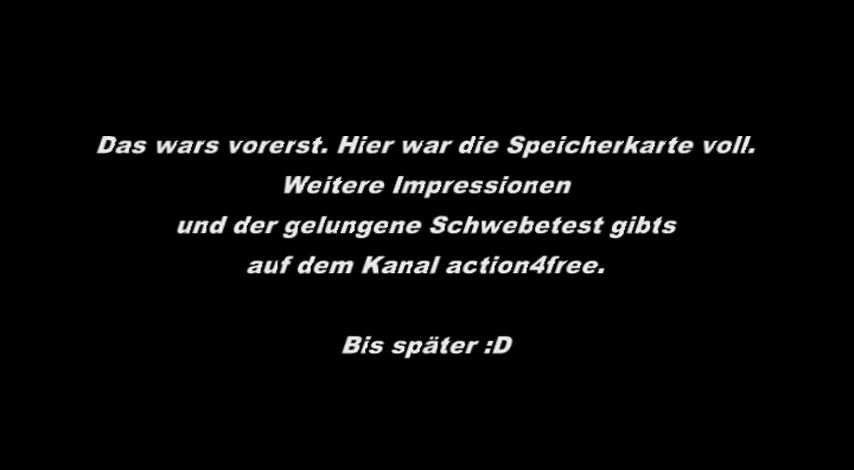 Das wars vorerst. Hier war die Speicherkarte voll.
Weitere Impressionen
und der gelungene Schwebetest gibts
auf dem Kanal action4free.
Bis später :D